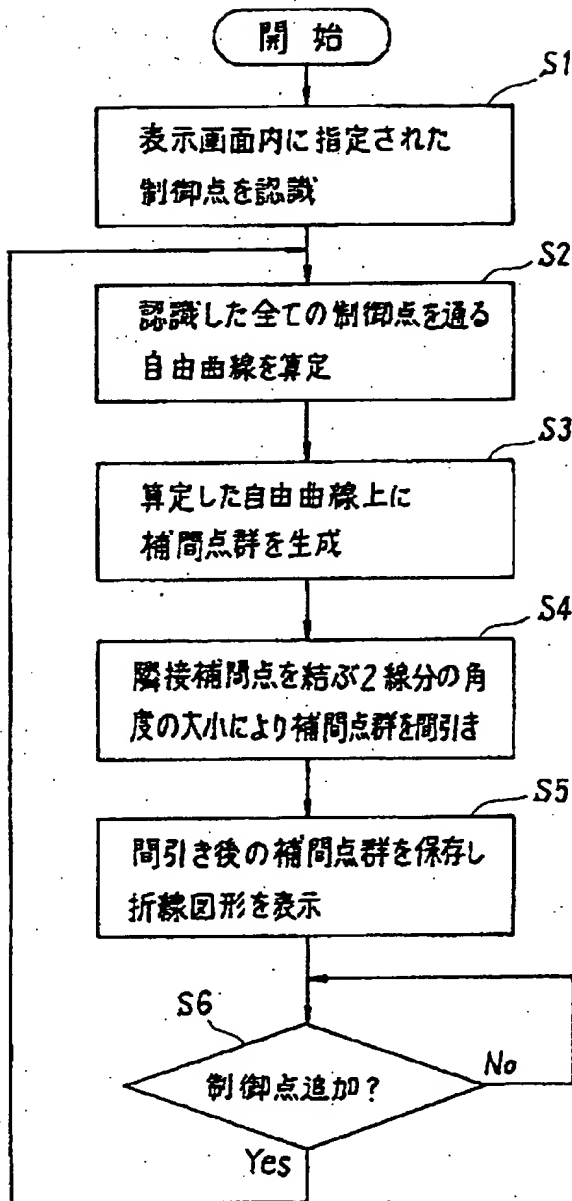 開始
S1
表示画面内に指定された
制御点を認識
S2
認識した全ての制御点を通る
自由曲線を算定
S3
算定した自由曲線上に
補間点群を生成
S4
隣接補間点を結ぶ2線分の角
度の大小により補間点群を間引き
S5
間引き後の補間点群を保存し
折線図形を表示
S6
制御点追加?
No
Yes